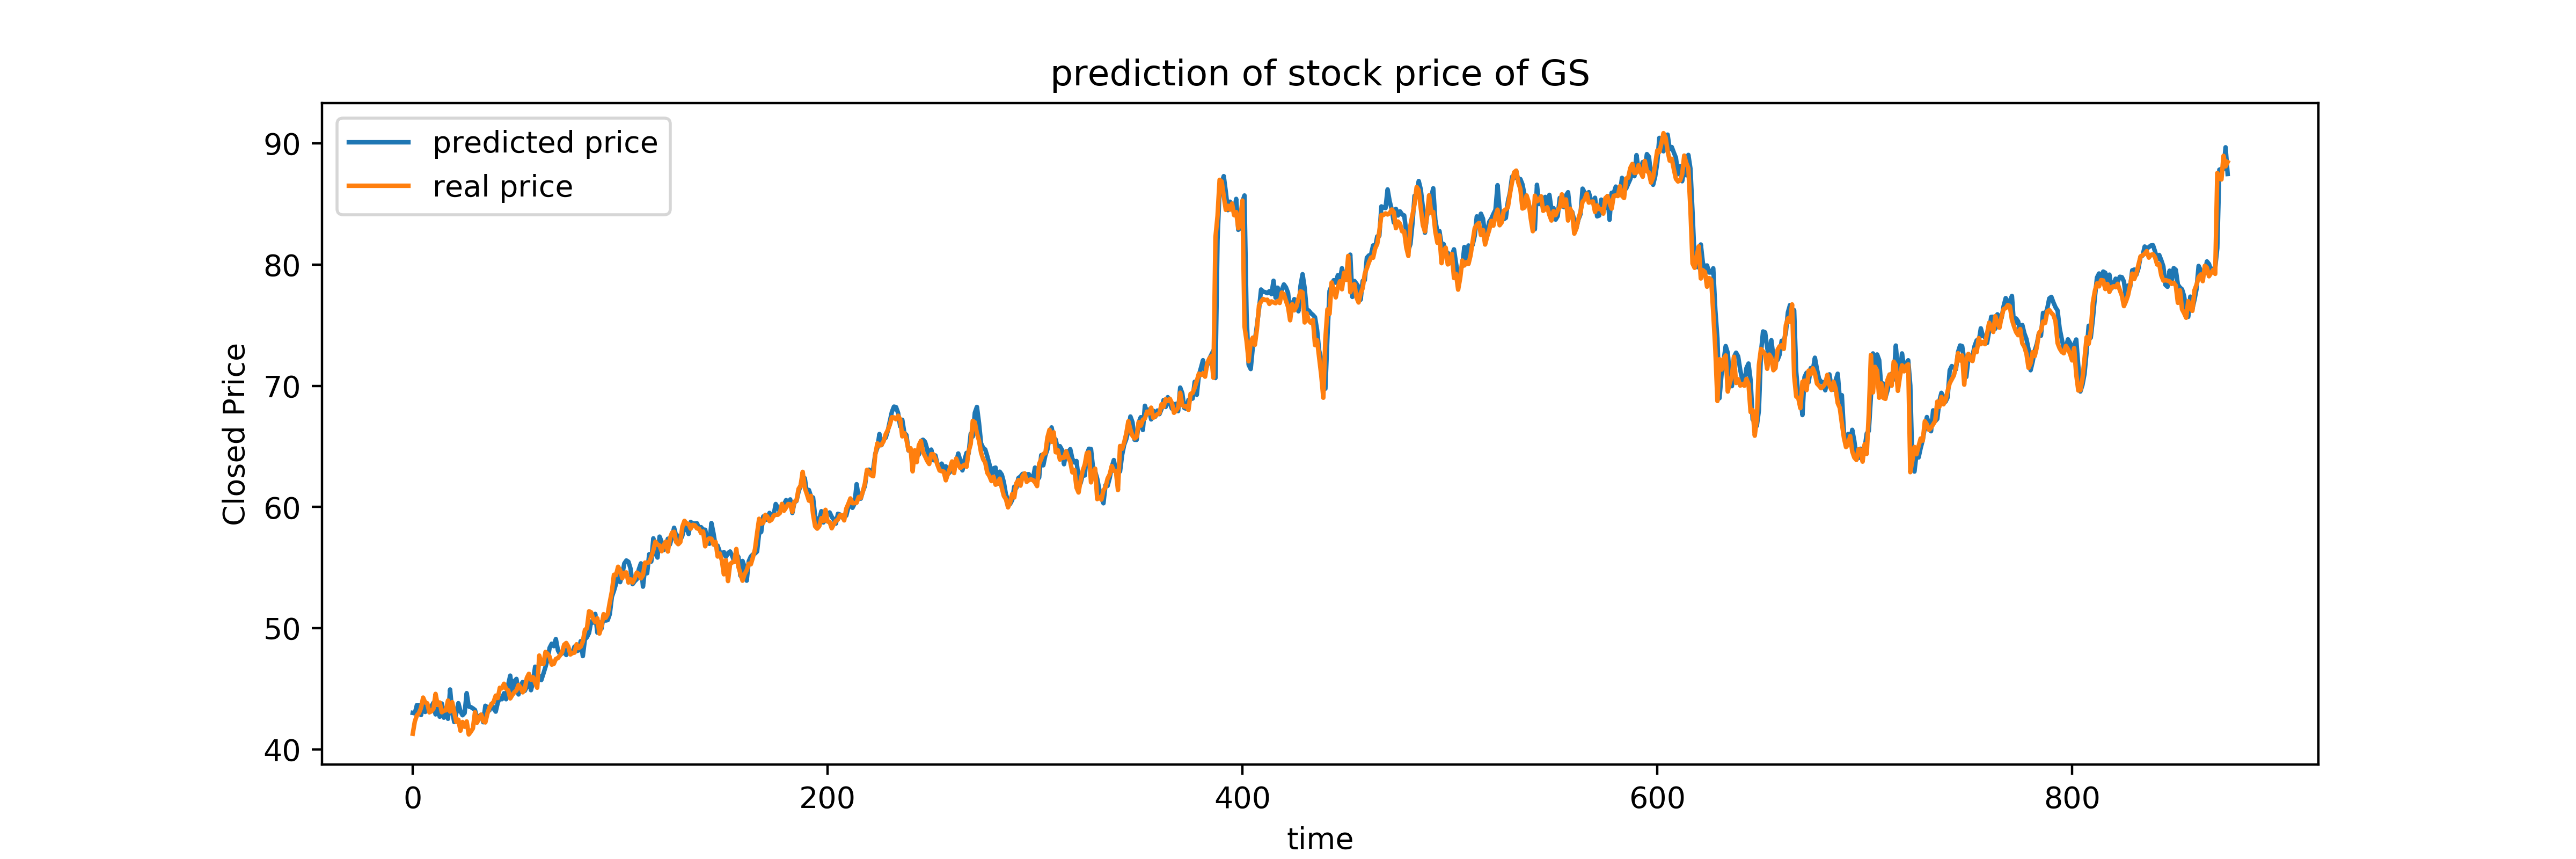 prediction of stock price of GS
predicted price
real price
90
80
70
60
50
40
Closed Price
0 200 400 600 800
time